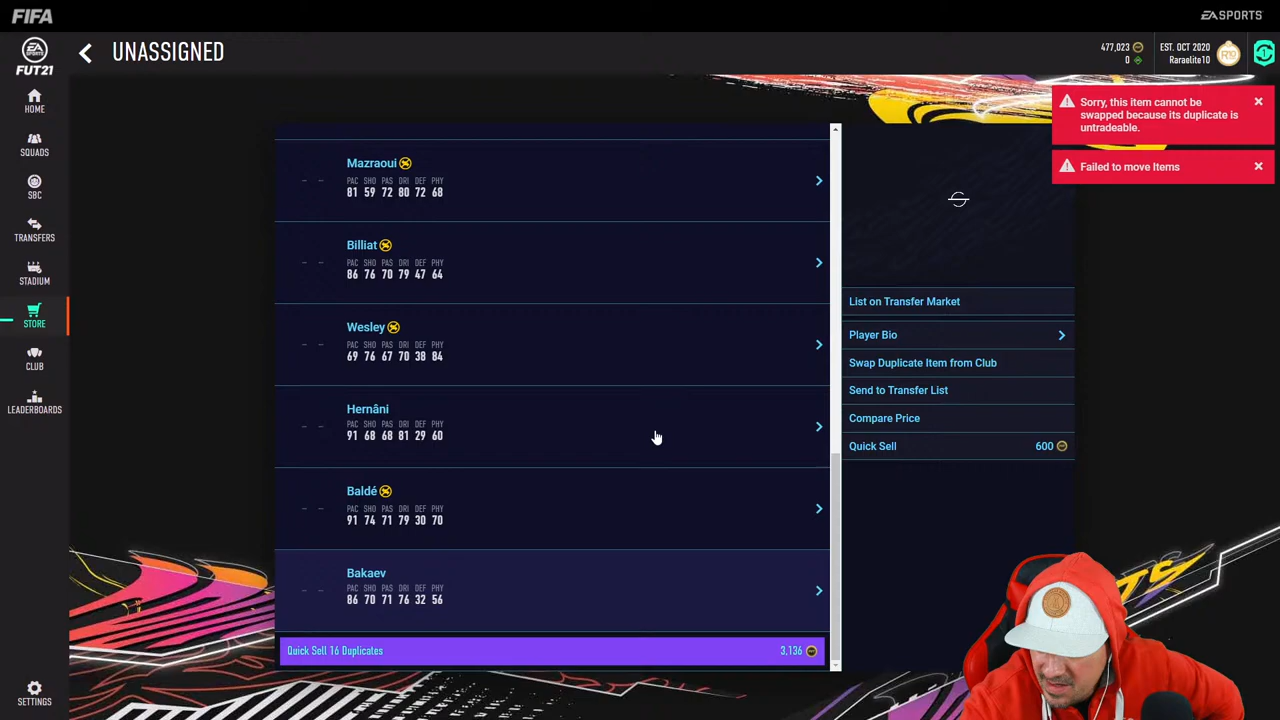 FIFA
EA SPORTS
EA SPORTS
FUT21
UNASSIGNED
477,023
0
EST. OCT 2020
Raraelite10
R10
1
Sorry, this item cannot be
swapped because its duplicate is
untradeable.
Failed to move Items
HOME
SQUADS
SBC
TRANSFERS
STADIUM
STORE
CLUB
LEADERBOARDS
SETTINGS
Mazraoui
-- -- PAC SHO PAS DRI DEF PHY
81 59 72 80 72 68
Billiat
-- -- PAC SHO PAS DRI DEF PHY
86 76 70 79 47 64
Wesley
-- -- PAC SHO PAS DRI DEF PHY
69 76 67 70 38 84
Hernâni
-- -- PAC SHO PAS DRI DEF PHY
91 68 68 81 29 60
Baldé
-- -- PAC SHO PAS DRI DEF PHY
91 74 71 79 30 70
Bakaev
-- -- PAC SHO PAS DRI DEF PHY
86 70 71 76 32 56
Quick Sell 16 Duplicates 3,136
List on Transfer Market
Player Bio
Swap Duplicate Item from Club
Send to Transfer List
Compare Price
Quick Sell 600